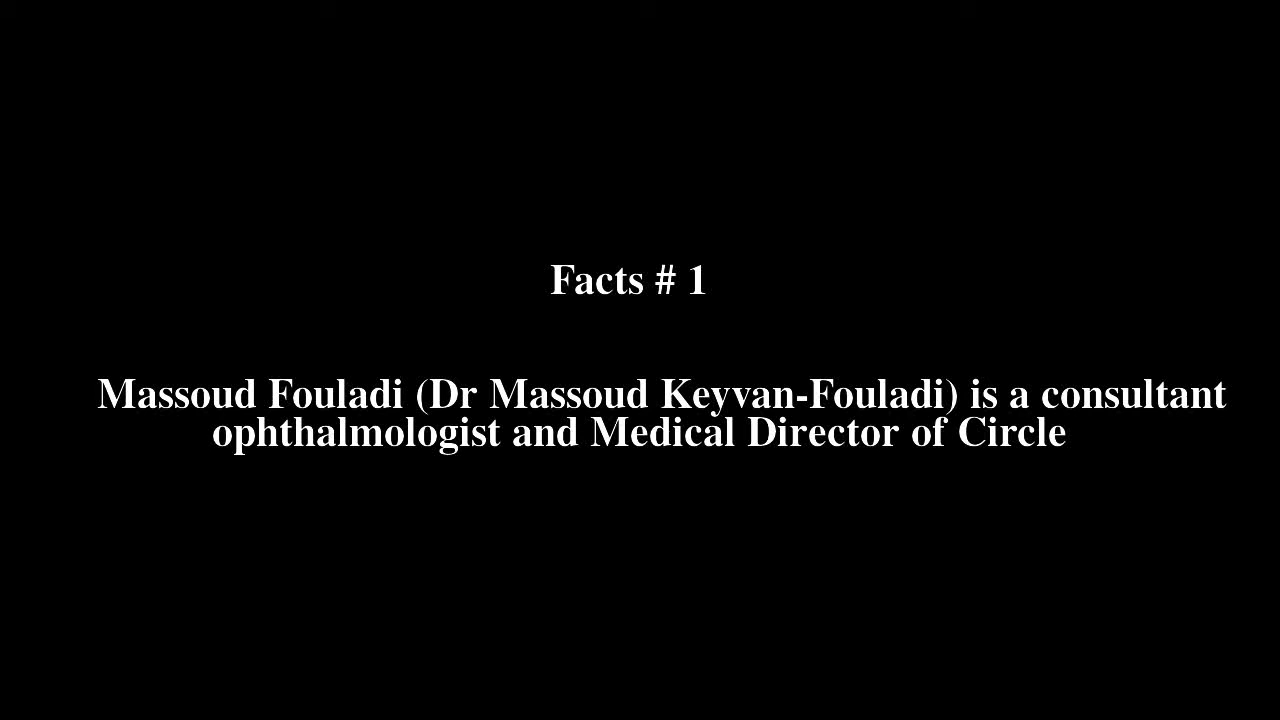 Facts # 1
Massoud Fouladi (Dr Massoud Keyvan-Fouladi) is a consultant
ophthalmologist and Medical Director of Circle